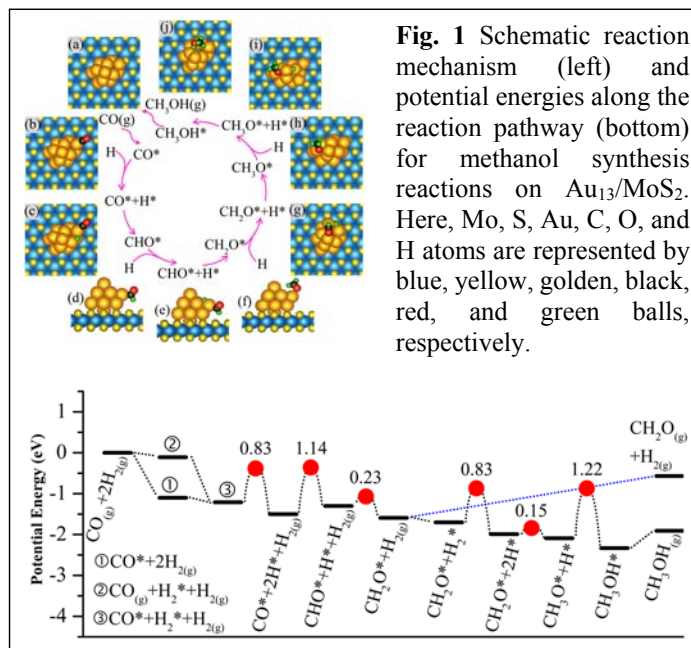 Fig. 1 Schematic reaction
mechanism (left) and
potential energies along the
reaction pathway (bottom)
for methanol synthesis
reactions on Au₁₃/MoS₂.
Here, Mo, S, Au, C, O, and
H atoms are represented by
blue, yellow, golden, black,
red, and green balls,
respectively.
(a)
(j)
(i)
(b)
(h)
(c)
(g)
(d)
(e)
(f)
CH₃OH(g)
CO(g)
CH₃OH*
CH₃O*+H*
H
CO*
H
CH₃O*
CO*+H*
CH₂O*+H*
CHO*
CH₂O*
H
CHO*+H*
H
Potential Energy (eV)
1
0
-1
-2
-3
-4
②
①
③
0.83
1.14
0.23
0.83
0.15
1.22
CH₂O(g)
+H₂(g)
CO(g)+2H₂(g)
CO*+2H*+H₂(g)
CHO*+H*+H₂(g)
CH₂O*+H₂(g)
CH₂O*+H₂*
CH₂O*+2H*
CH₃O*+H*
CH₃OH*
CH₃OH(g)
①CO*+2H₂(g)
②CO(g)+H₂*+H₂(g)
③CO*+H₂*+H₂(g)